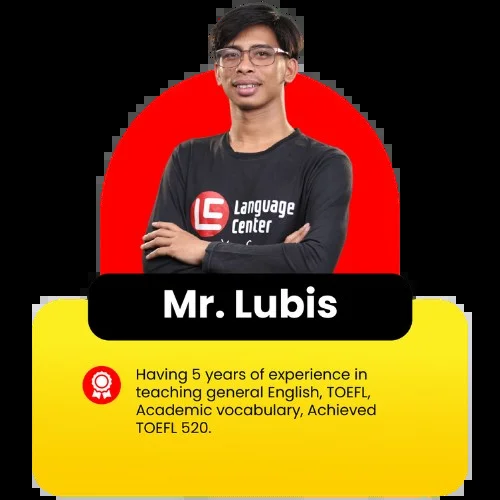 Language
Center
Mr. Lubis
Having 5 years of experience in
teaching general English, TOEFL,
Academic vocabulary, Achieved
TOEFL 520.